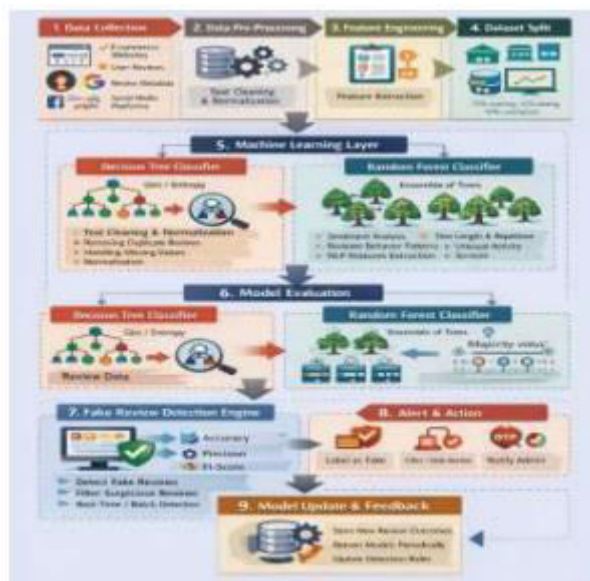 1. Data Collection
E-commerce
Websites
User Reviews
Review Metadata
Social Media
Platforms
2. Data Pre-Processing
Text Cleaning
& Normalization
3. Feature Engineering
Feature Extraction
4. Dataset Split
5. Machine Learning Layer
Decision Tree Classifier
Gini / Entropy
Text Cleaning & Normalization
Removing Duplicate Reviews
Handling Missing Values
Normalization
Random Forest Classifier
Ensemble of Trees
Sentiment Analysis
Text Length & Repetition
Reviewer Behavior Patterns
Unusual Activity
NLP Features Extraction
6. Model Evaluation
Decision Tree Classifier
Gini / Entropy
Review Data
Random Forest Classifier
Ensembles of Trees
Majority
7. Fake Review Detection Engine
Accuracy
Precision
F1-Score
Detect Fake Reviews
Filter Suspicious Reviews
Real-Time / Batch Detection
8. Alert & Action
Label as Fake
Notify Admin
9. Model Update & Feedback
Store New Review Outcomes
Retrain Models Periodically
Update Detection Rules